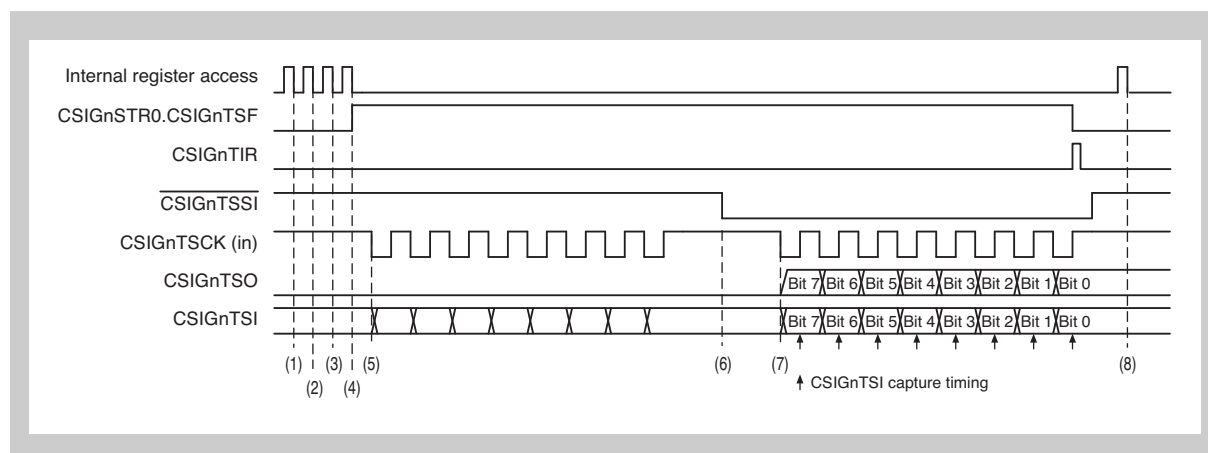 Internal register access
CSIGnSTR0.CSIGnTSF
CSIGnTIR
CSIGnTSSI
CSIGnTSCK (in)
CSIGnTSO
Bit 7 Bit 6 Bit 5 Bit 4 Bit 3 Bit 2 Bit 1 Bit 0
CSIGnTSI
Bit 7 Bit 6 Bit 5 Bit 4 Bit 3 Bit 2 Bit 1 Bit 0
(1) (3) (5) (6) (7) (8)
(2) (4)
CSIGnTSI capture timing